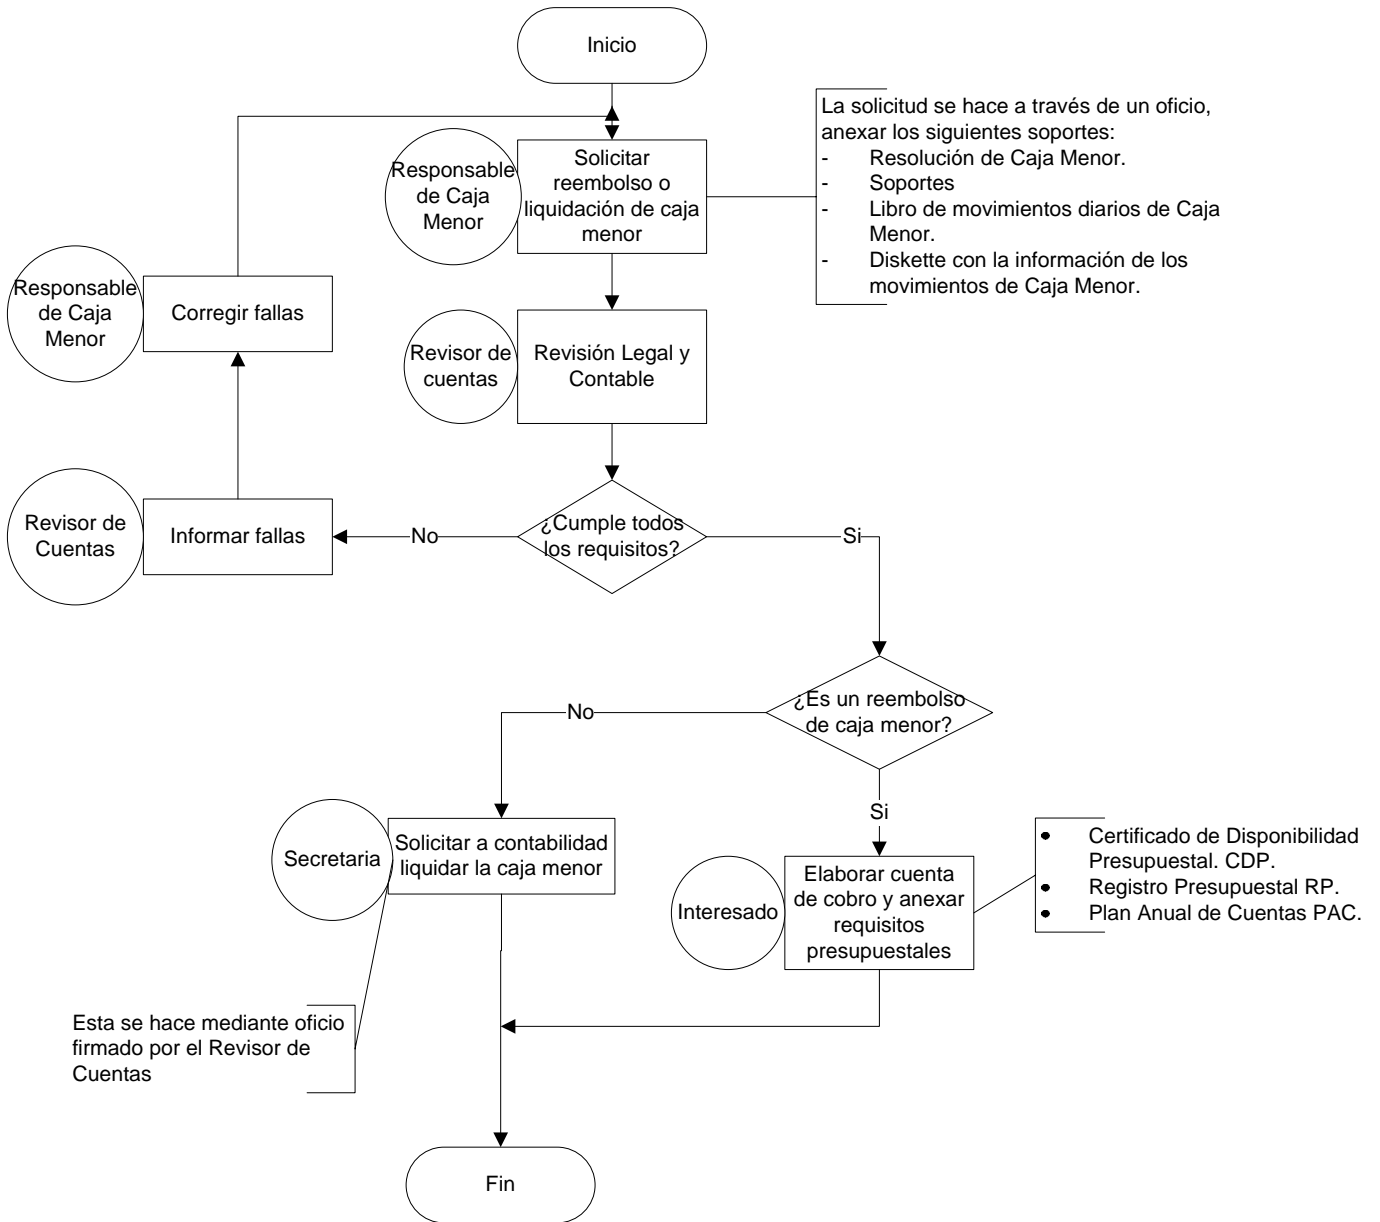 Inicio
La solicitud se hace a través de un oficio,
anexar los siguientes soportes:
- Resolución de Caja Menor.
- Soportes
- Libro de movimientos diarios de Caja
Menor.
- Diskette con la información de los
movimientos de Caja Menor.
Responsable
de Caja
Menor
Solicitar
reembolso o
liquidación de caja
menor
Responsable
de Caja
Menor
Corregir fallas
Revisor de
cuentas
Revisión Legal y
Contable
Revisor de
Cuentas
Informar fallas
No
¿Cumple todos
los requisitos?
Si
¿Es un reembolso
de caja menor?
No
Si
Secretaria
Solicitar a contabilidad
liquidar la caja menor
Interesado
Elaborar cuenta
de cobro y anexar
requisitos
presupuestales
• Certificado de Disponibilidad
Presupuestal. CDP.
• Registro Presupuestal RP.
• Plan Anual de Cuentas PAC.
Esta se hace mediante oficio
firmado por el Revisor de
Cuentas
Fin